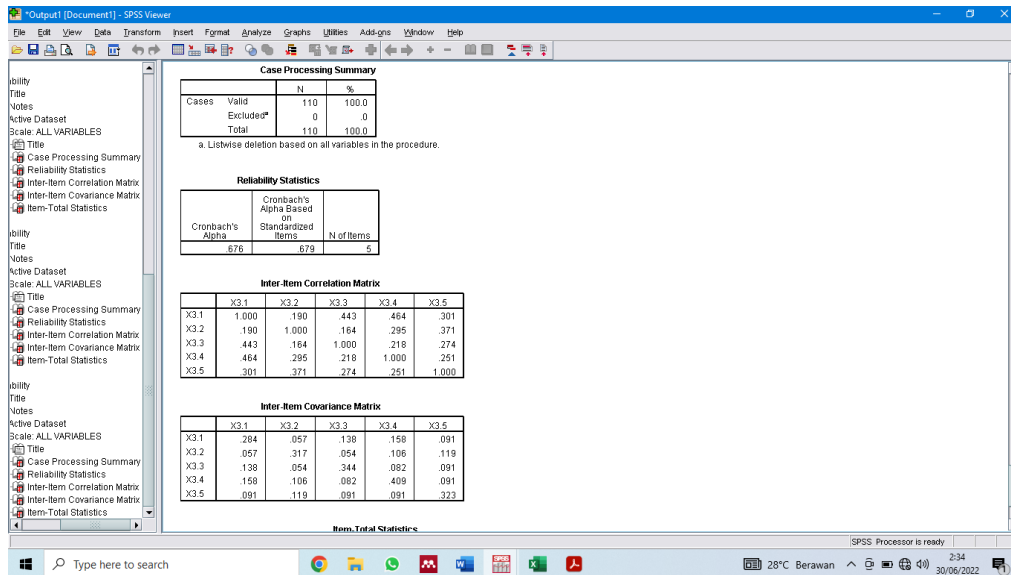 *Output1 [Document1] - SPSS Viewer
File Edit View Data Transform Insert Format Analyze Graphs Utilities Add-ons Window Help
ability
Title
Notes
Active Dataset
Scale: ALL VARIABLES
Title
Case Processing Summary
Reliability Statistics
Inter-Item Correlation Matrix
Inter-Item Covariance Matrix
Item-Total Statistics
ability
Title
Notes
Active Dataset
Scale: ALL VARIABLES
Title
Case Processing Summary
Reliability Statistics
Inter-Item Correlation Matrix
Inter-Item Covariance Matrix
Item-Total Statistics
ability
Title
Notes
Active Dataset
Scale: ALL VARIABLES
Title
Case Processing Summary
Reliability Statistics
Inter-Item Correlation Matrix
Inter-Item Covariance Matrix
Item-Total Statistics
Case Processing Summary
N %
Cases Valid 110 100.0
Excludedª 0 .0
Total 110 100.0
a. Listwise deletion based on all variables in the procedure.
Reliability Statistics
Cronbach's Alpha
Cronbach's Alpha Based on Standardized Items
N of Items
.676 .679 5
Inter-Item Correlation Matrix
X3.1 X3.2 X3.3 X3.4 X3.5
X3.1 1.000 .190 .443 .464 .301
X3.2 .190 1.000 .164 .295 .371
X3.3 .443 .164 1.000 .218 .274
X3.4 .464 .295 .218 1.000 .251
X3.5 .301 .371 .274 .251 1.000
Inter-Item Covariance Matrix
X3.1 X3.2 X3.3 X3.4 X3.5
X3.1 .284 .057 .138 .158 .091
X3.2 .057 .317 .054 .106 .119
X3.3 .138 .054 .344 .082 .091
X3.4 .158 .106 .082 .409 .091
X3.5 .091 .119 .091 .091 .323
Item-Total Statistics
SPSS Processor is ready
Type here to search
28°C Berawan
2:34
30/06/2022